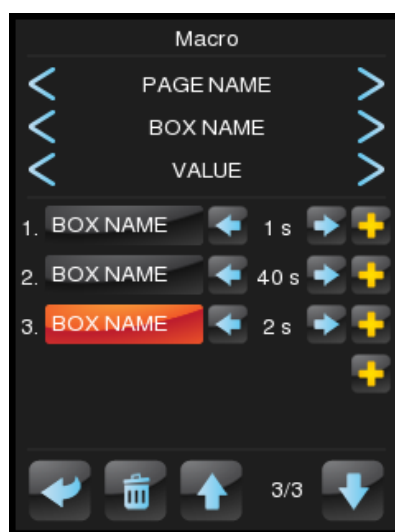 Macro
PAGE NAME
BOX NAME
VALUE
1. BOX NAME 1 s
2. BOX NAME 40 s
3. BOX NAME 2 s
3/3